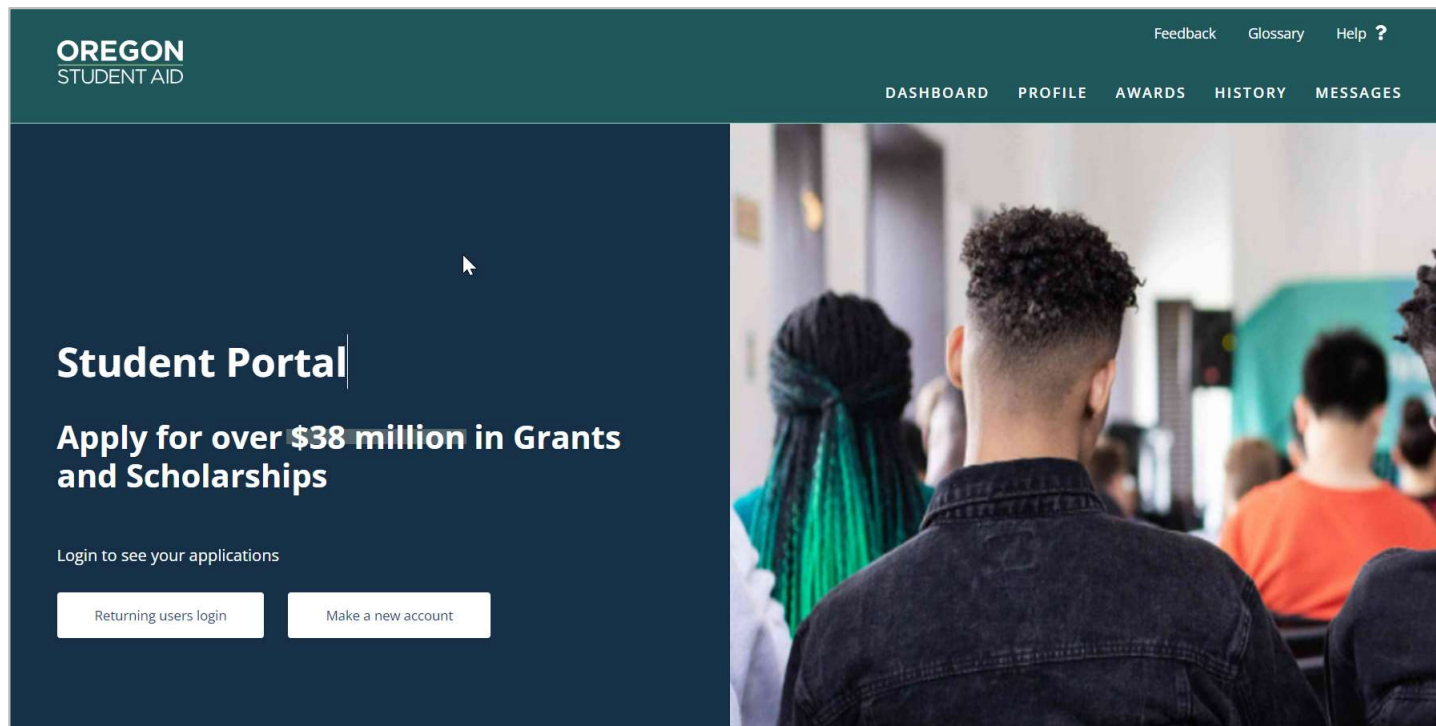 OREGON
STUDENT AID
Feedback Glossary Help ?
DASHBOARD PROFILE AWARDS HISTORY MESSAGES
Student Portal
Apply for over $38 million in Grants
and Scholarships
Login to see your applications
Returning users login Make a new account